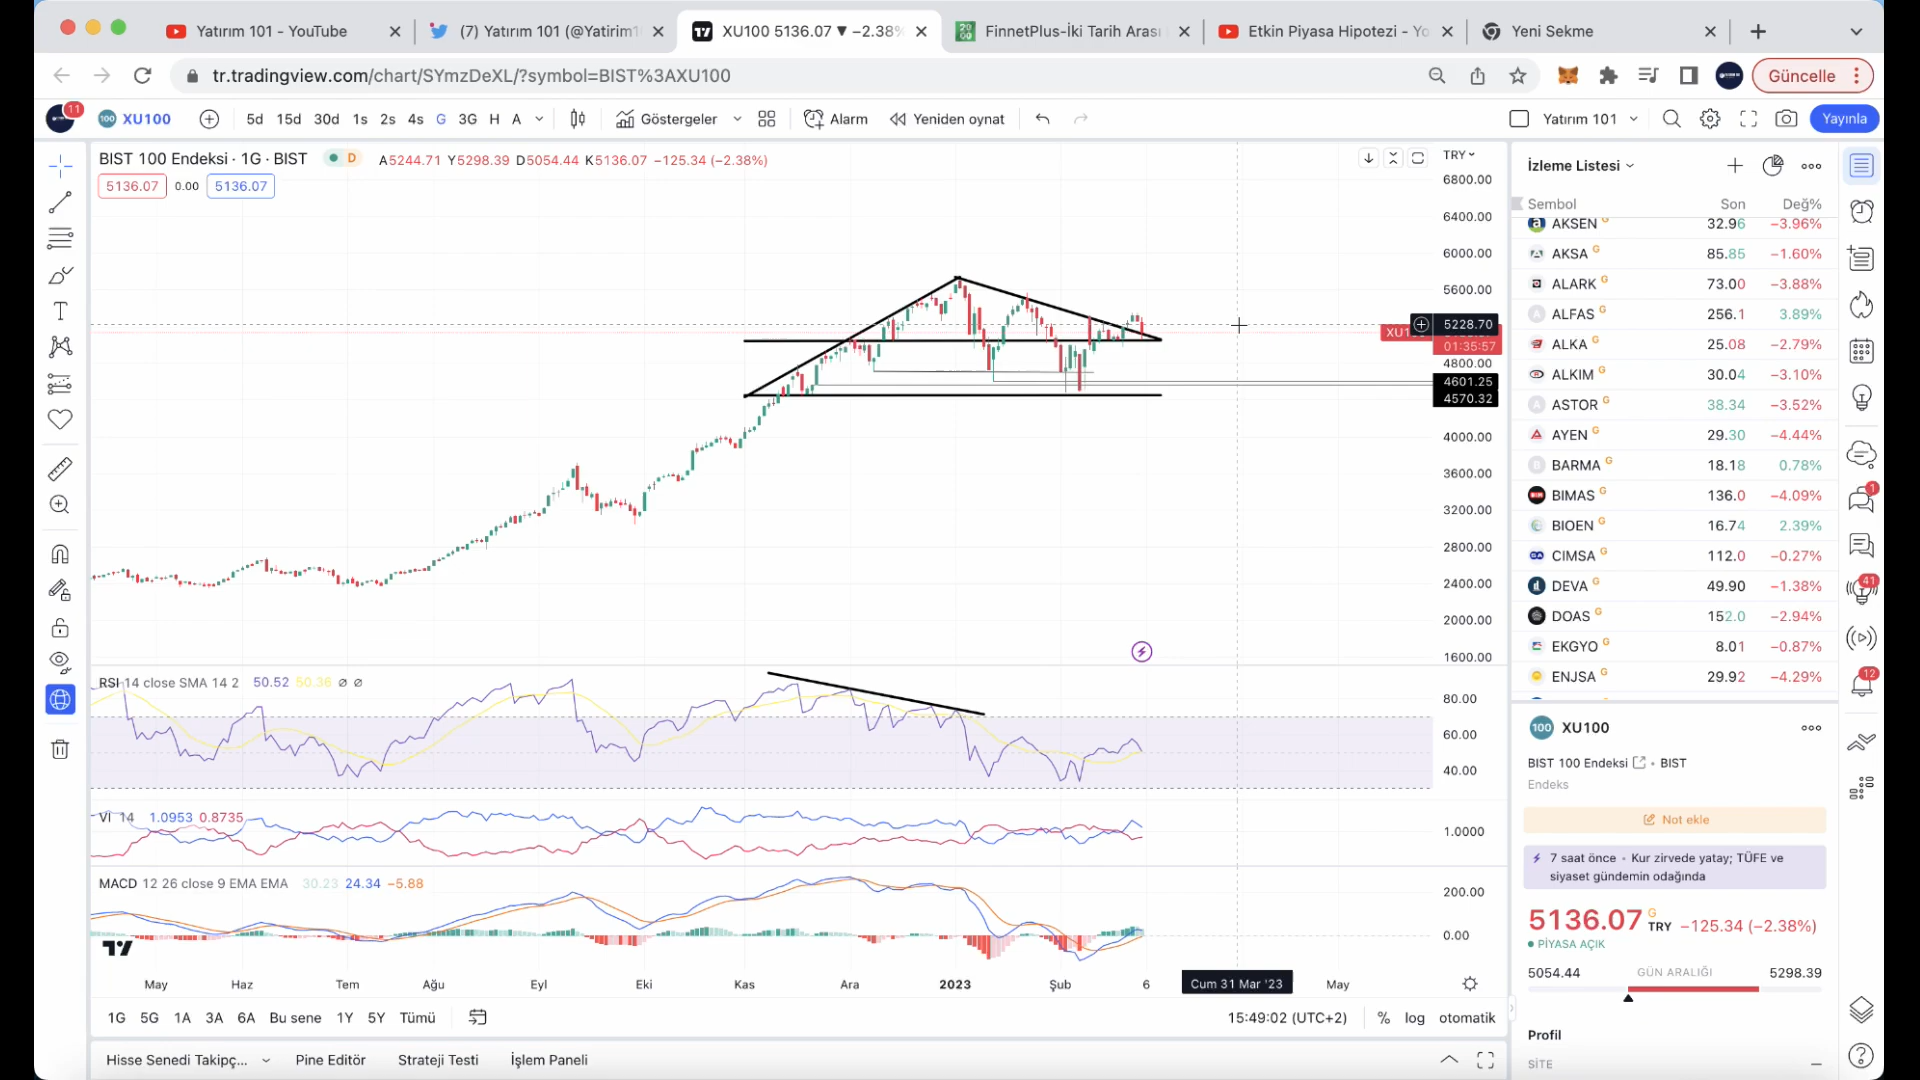 Yatırım 101 - YouTube
(7) Yatırım 101 (@Yatirim1
XU100 5136.07 ▼ −2.38%
FinnetPlus-İki Tarih Arası
Etkin Piyasa Hipotezi - Yo
Yeni Sekme
tr.tradingview.com/chart/SYmzDeXL/?symbol=BIST%3AXU100
Güncelle
11
100 XU100
5d 15d 30d 1s 2s 4s G 3G H A
Göstergeler
Alarm
Yeniden oynat
Yatırım 101
Yayınla
BIST 100 Endeksi · 1G · BIST
D
A5244.71 Y5298.39 D5054.44 K5136.07 −125.34 (−2.38%)
5136.07 0.00 5136.07
TRY
6800.00
6400.00
6000.00
5600.00
5228.70
XU1
01:35:57
4800.00
4601.25
4570.32
4000.00
3600.00
3200.00
2800.00
2400.00
2000.00
1600.00
RSI 14 close SMA 14 2 50.52 50.36 ∅ ∅
80.00
60.00
40.00
VI 14 1.0953 0.8735
1.0000
MACD 12 26 close 9 EMA EMA 30.23 24.34 −5.88
200.00
0.00
May Haz Tem Ağu Eyl Eki Kas Ara 2023 Şub 6 Cum 31 Mar '23 May
1G 5G 1A 3A 6A Bu sene 1Y 5Y Tümü
15:49:02 (UTC+2) % log otomatik
Hisse Senedi Takipç... Pine Editör Strateji Testi İşlem Paneli
İzleme Listesi
Sembol Son Değ%
AKSEN G 32.96 −3.96%
AKSA G 85.85 −1.60%
ALARK G 73.00 −3.88%
ALFAS G 256.1 3.89%
ALKA G 25.08 −2.79%
ALKIM G 30.04 −3.10%
ASTOR G 38.34 −3.52%
AYEN G 29.30 −4.44%
BARMA G 18.18 0.78%
BIMAS G 136.0 −4.09%
BIOEN G 16.74 2.39%
CIMSA G 112.0 −0.27%
DEVA G 49.90 −1.38%
DOAS G 152.0 −2.94%
EKGYO G 8.01 −0.87%
ENJSA G 29.92 −4.29%
100 XU100
BIST 100 Endeksi · BIST
Endeks
Not ekle
7 saat önce · Kur zirvede yatay; TÜFE ve
siyaset gündemin odağında
5136.07 G TRY −125.34 (−2.38%)
PİYASA AÇIK
5054.44 GÜN ARALIĞI 5298.39
Profil
SİTE –
1
41
12